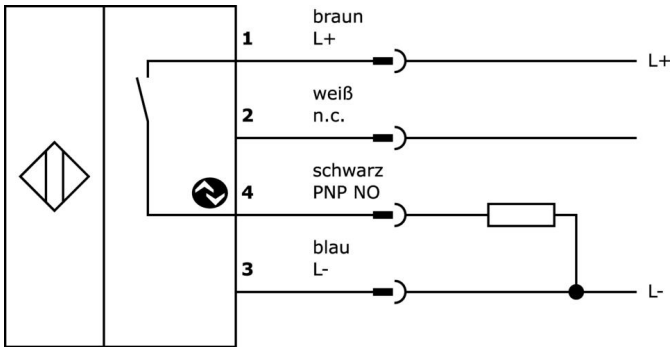 braun
1 L+ L+
weiß
2 n.c.
schwarz
4 PNP NO
blau
3 L- L-